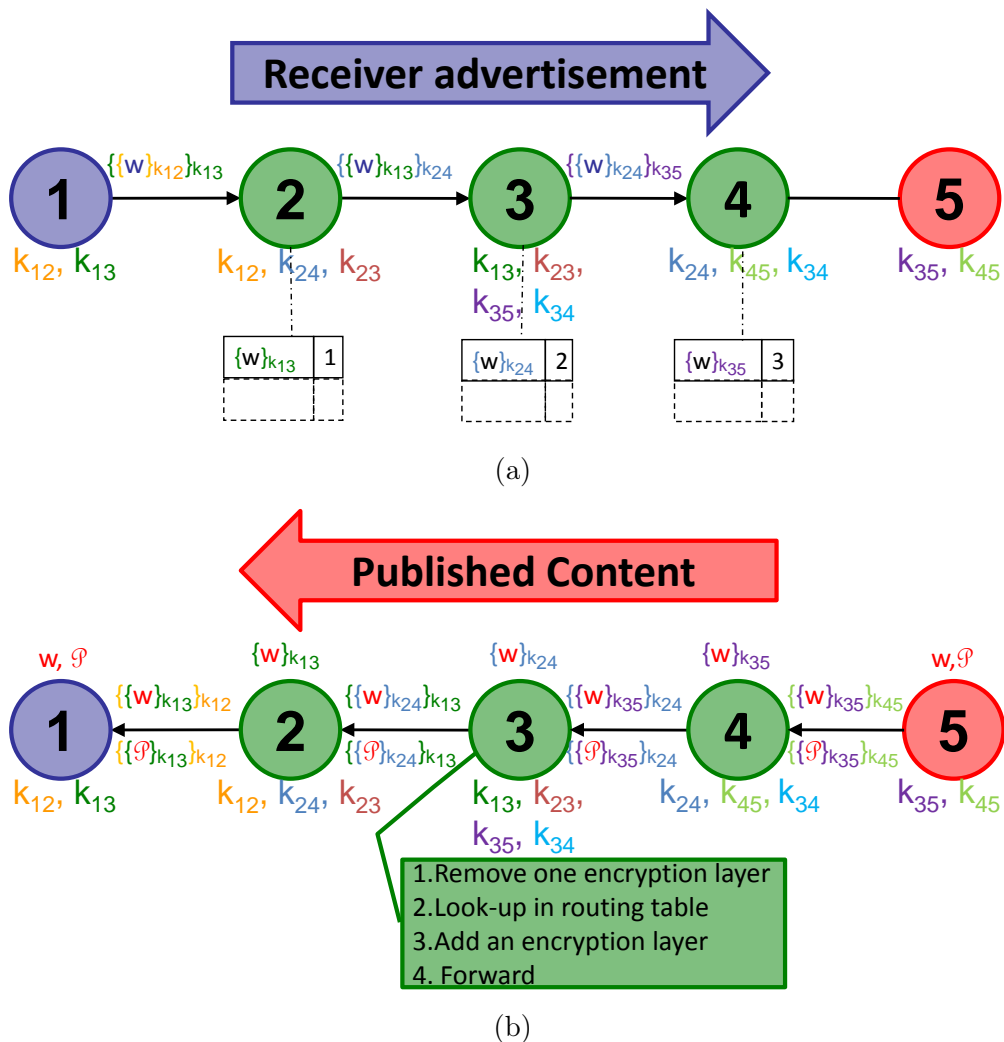 Receiver advertisement
{{w}k12}k13 {{w}k13}k24 {{w}k24}k35
1 2 3 4 5
k12, k13 k12, k24, k23 k13, k23, k24, k45, k34 k35, k45
k35, k34
{w}k13 1 {w}k24 2 {w}k35 3
(a)
Published Content
w, 𝒫 {w}k13 {w}k24 {w}k35 w,𝒫
{{w}k13}k12 {{w}k24}k13 {{w}k35}k24 {{w}k35}k45
1 2 3 4 5
{{𝒫}k13}k12 {{𝒫}k24}k13 {{𝒫}k35}k24 {{𝒫}k35}k45
k12, k13 k12, k24, k23 k13, k23, k24, k45, k34 k35, k45
k35, k34
1.Remove one encryption layer
2.Look-up in routing table
3.Add an encryption layer
4. Forward
(b)